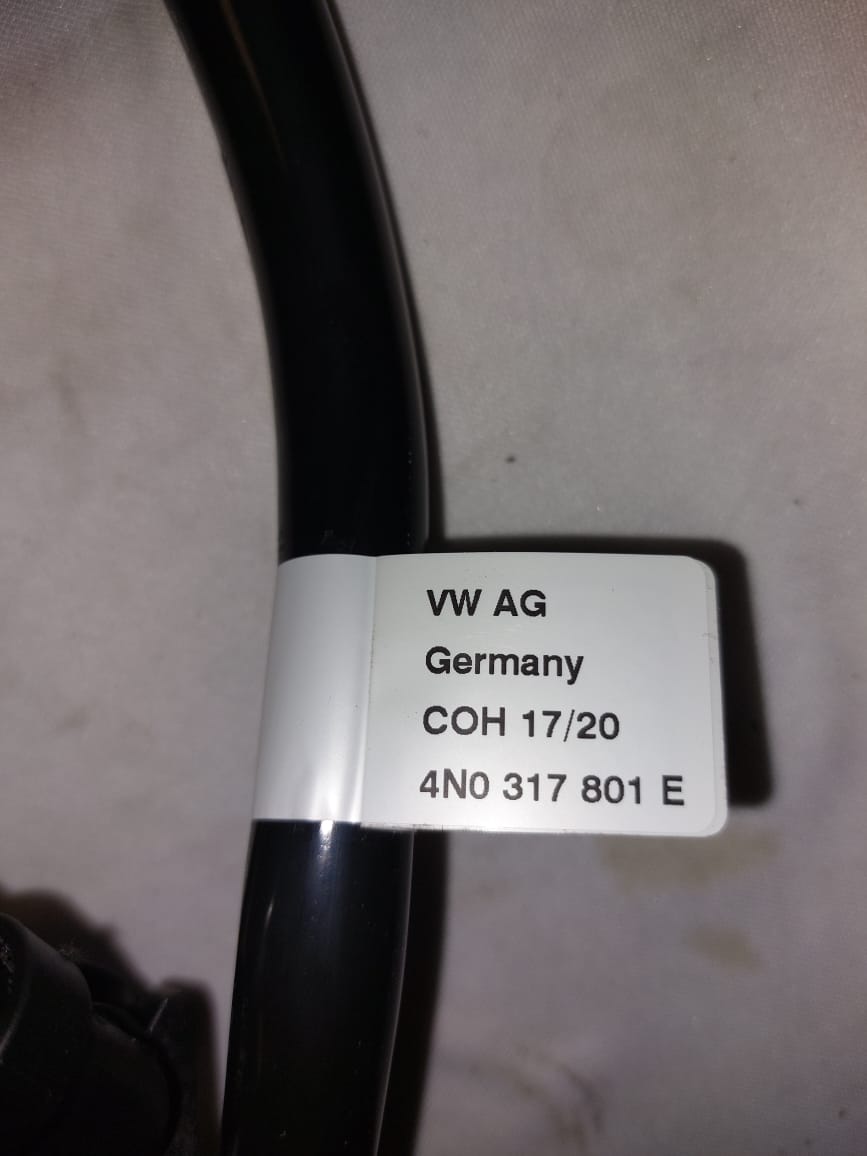 VW AG
Germany
COH 17/20
4N0 317 801 E